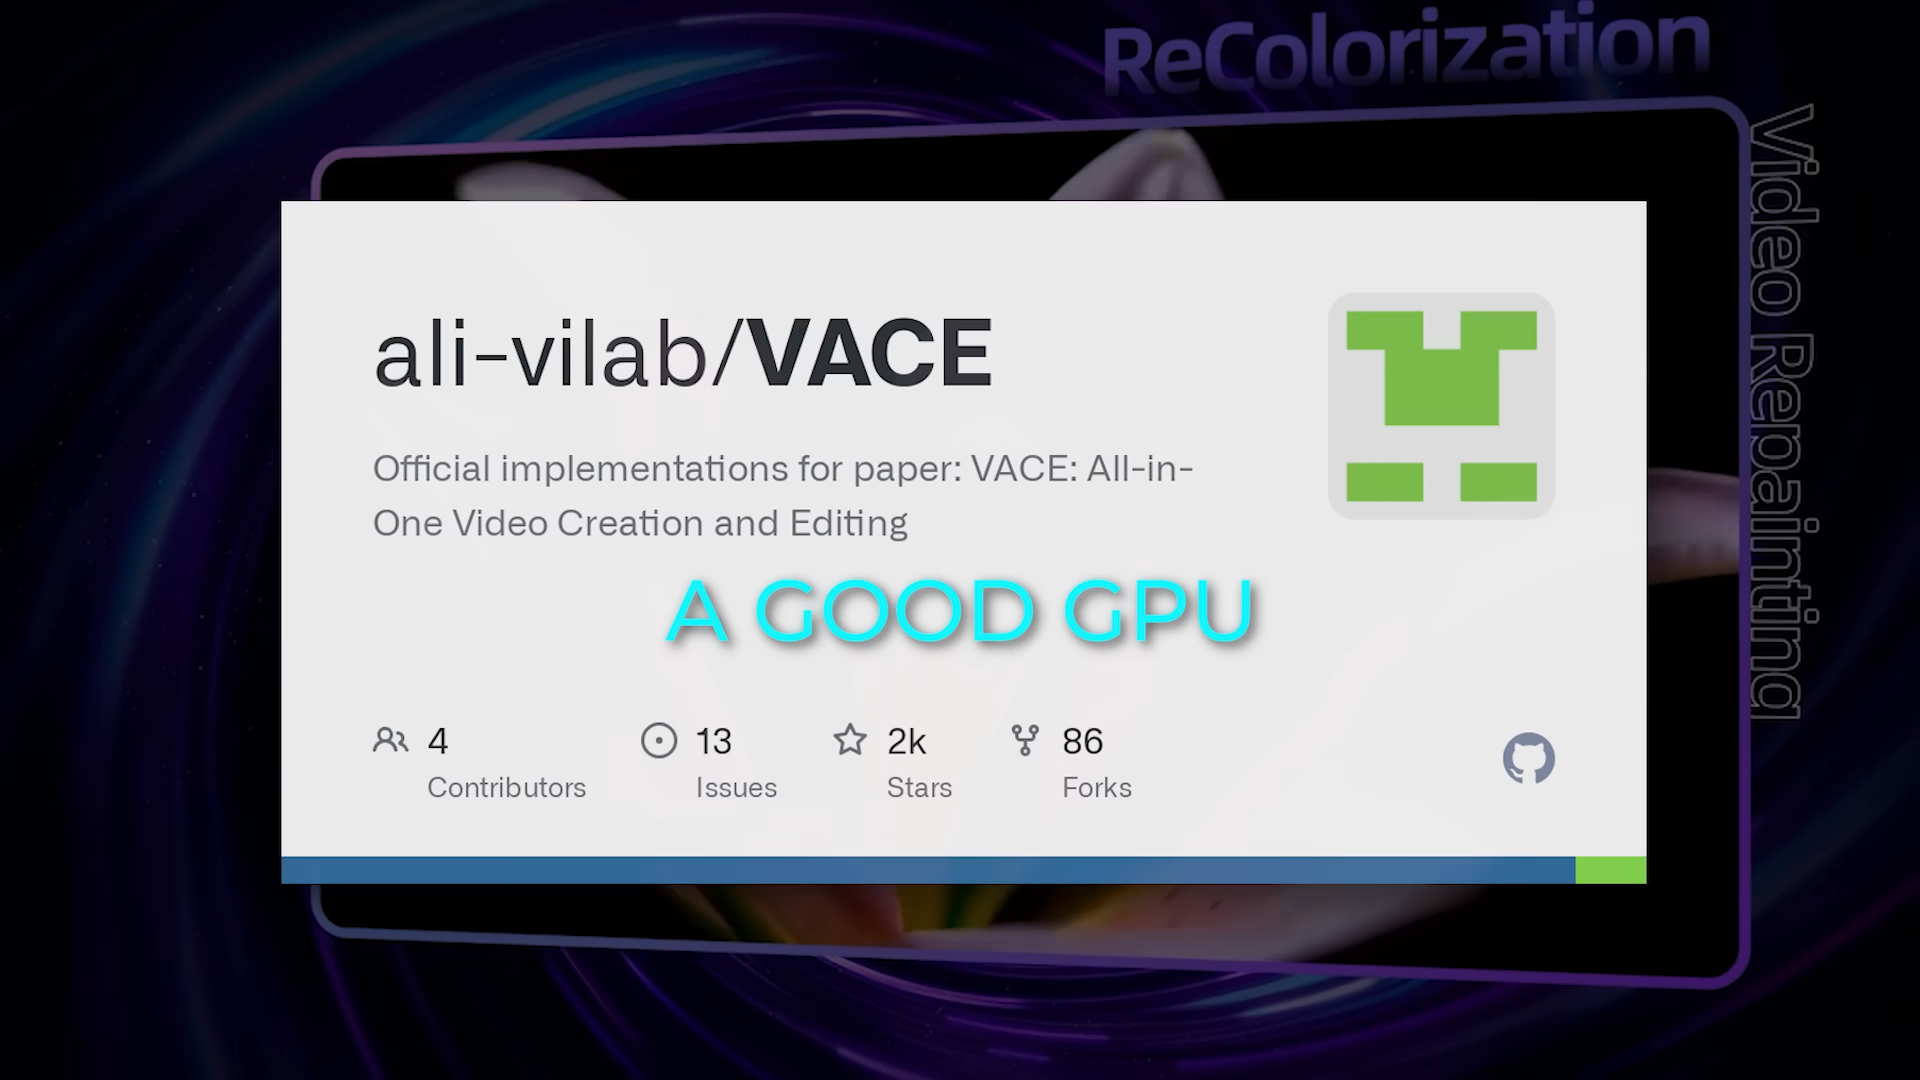 ReColorization
Video Repainting
ali-vilab/VACE
Official implementations for paper: VACE: All-in-
One Video Creation and Editing
A GOOD GPU
4
Contributors
13
Issues
2k
Stars
86
Forks